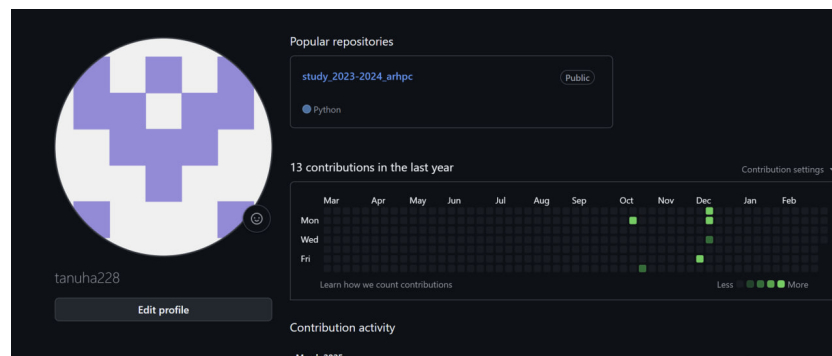 Popular repositories
study_2023-2024_arhpc Public
Python
13 contributions in the last year
Contribution settings
Mar Apr May Jun Jul Aug Sep Oct Nov Dec Jan Feb
Mon
Wed
Fri
Learn how we count contributions
Less More
tanuha228
Edit profile
Contribution activity